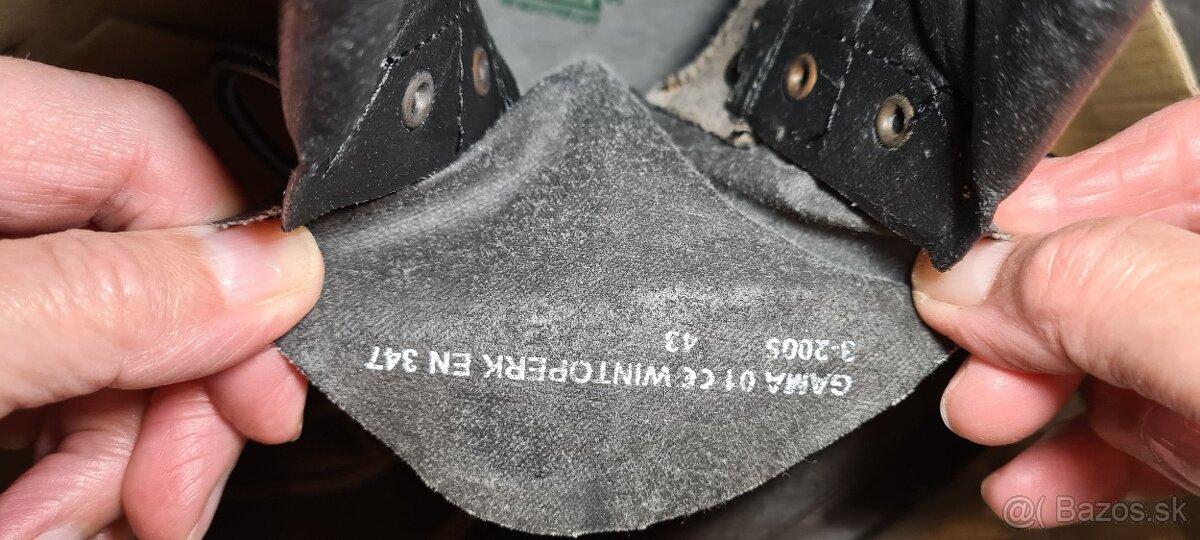 GAMA 01 CE WINTOPERK EN 347
3-2005 43
@( Bazos.sk